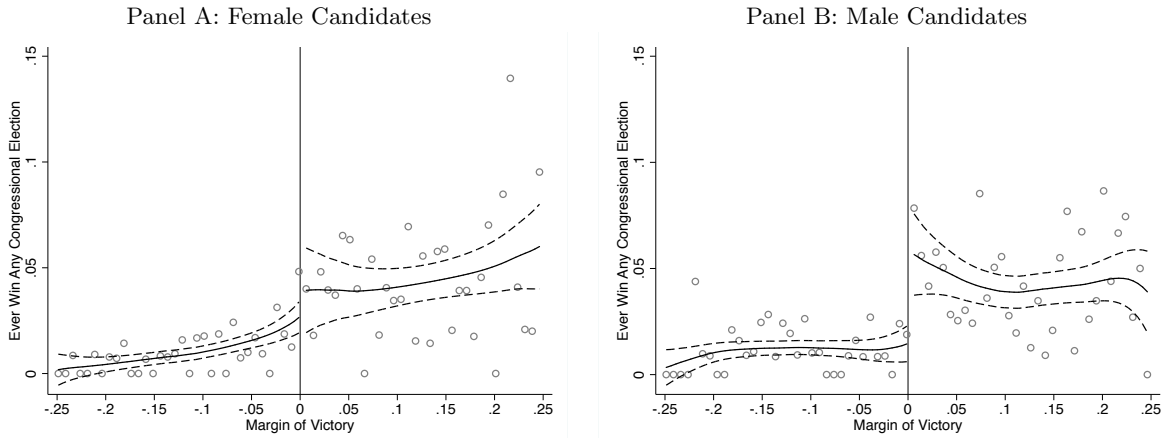 Panel A: Female Candidates
Ever Win Any Congressional Election
.15
.1
.05
0
-.25 -.2 -.15 -.1 -.05 0 .05 .1 .15 .2 .25
Margin of Victory
Panel B: Male Candidates
Ever Win Any Congressional Election
.15
.1
.05
0
-.25 -.2 -.15 -.1 -.05 0 .05 .1 .15 .2 .25
Margin of Victory